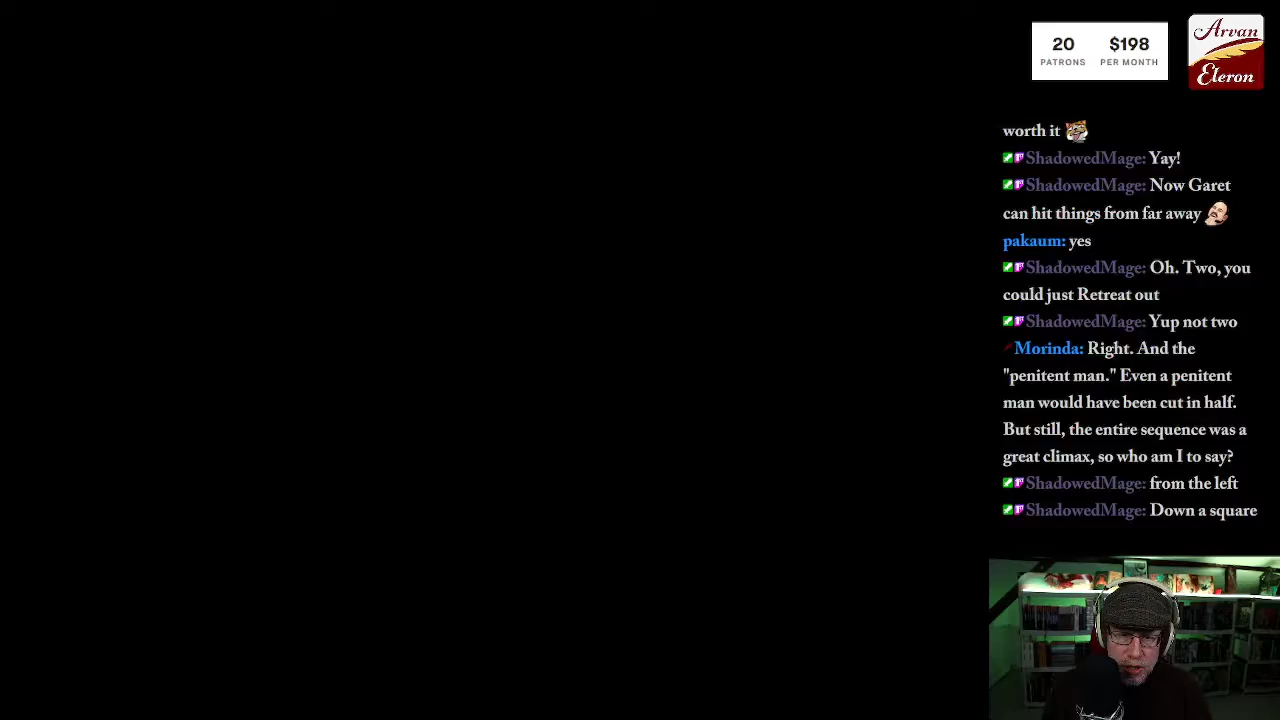 20 $198
PATRONS PER MONTH
Arvan
Eleron
worth it
ShadowedMage: Yay!
ShadowedMage: Now Garet
can hit things from far away
pakaum: yes
ShadowedMage: Oh. Two, you
could just Retreat out
ShadowedMage: Yup not two
Morinda: Right. And the
"penitent man." Even a penitent
man would have been cut in half.
But still, the entire sequence was a
great climax, so who am I to say?
ShadowedMage: from the left
ShadowedMage: Down a square